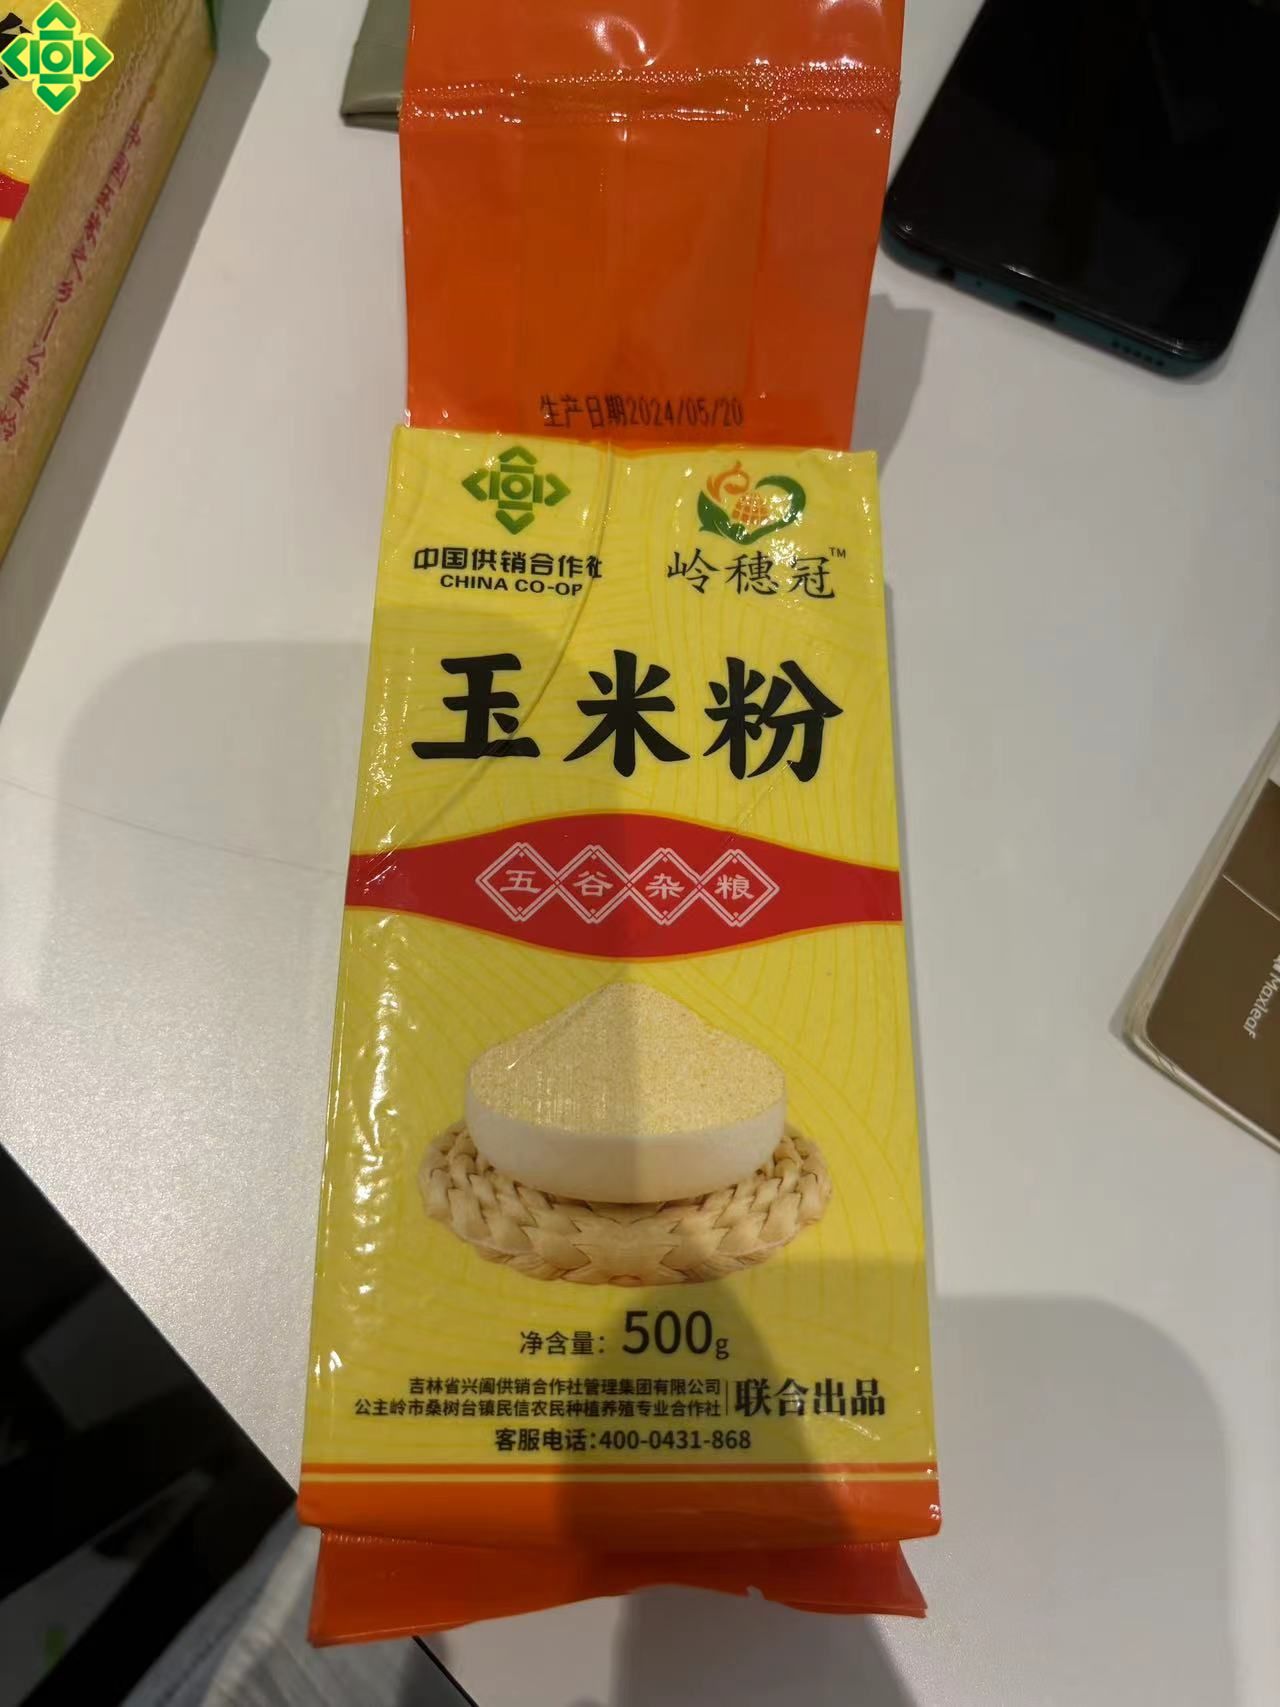 生产日期2024/05/20
中国供销合作社
CHINA CO-OP
岭穗冠™
玉米粉
五谷杂粮
净含量：500g
吉林省兴阖供销合作社管理集团有限公司
公主岭市桑树台镇民信农民种植养殖专业合作社
联合出品
客服电话:400-0431-868
Maxleaf